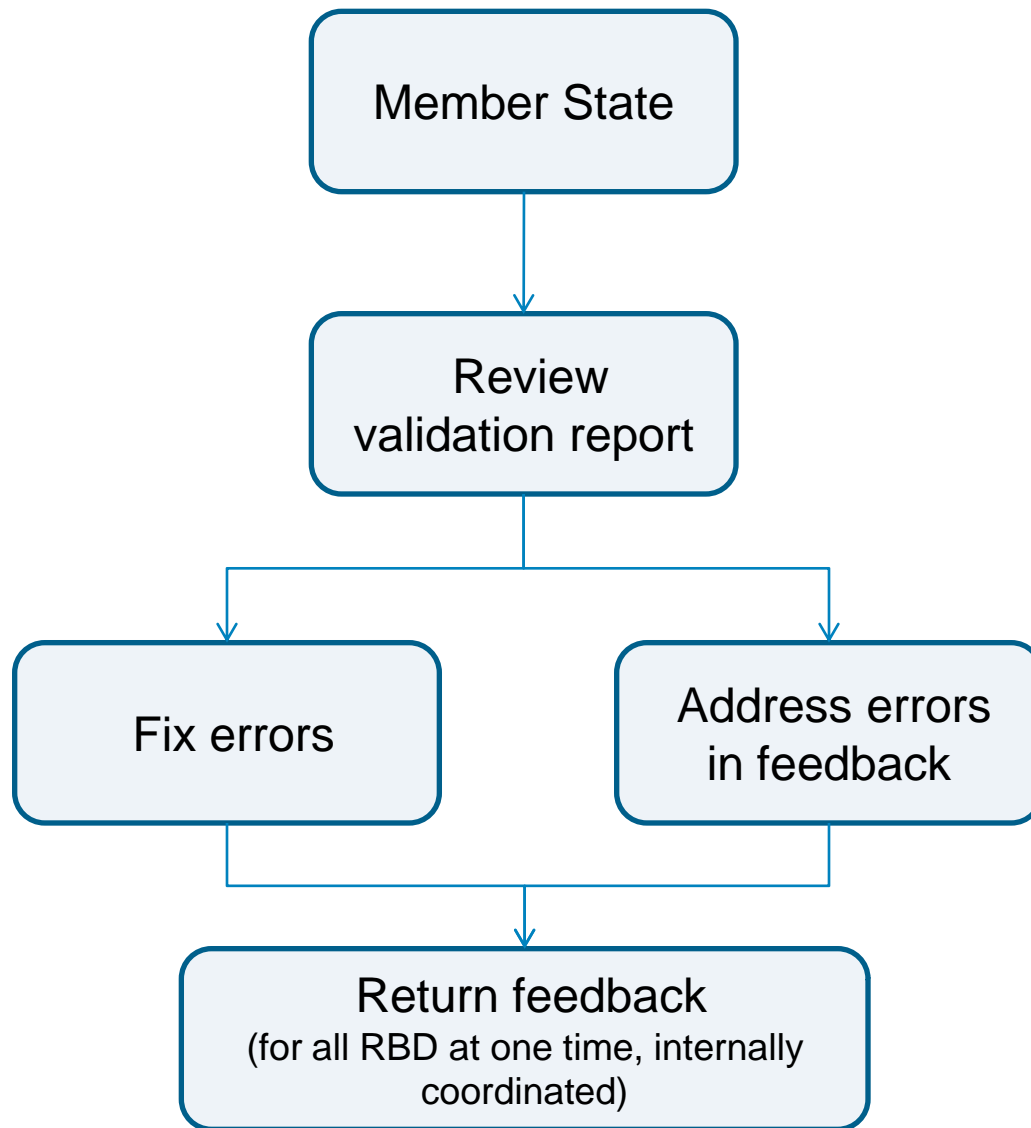 Member State
Review
validation report
Fix errors
Address errors
in feedback
Return feedback
(for all RBD at one time, internally
coordinated)